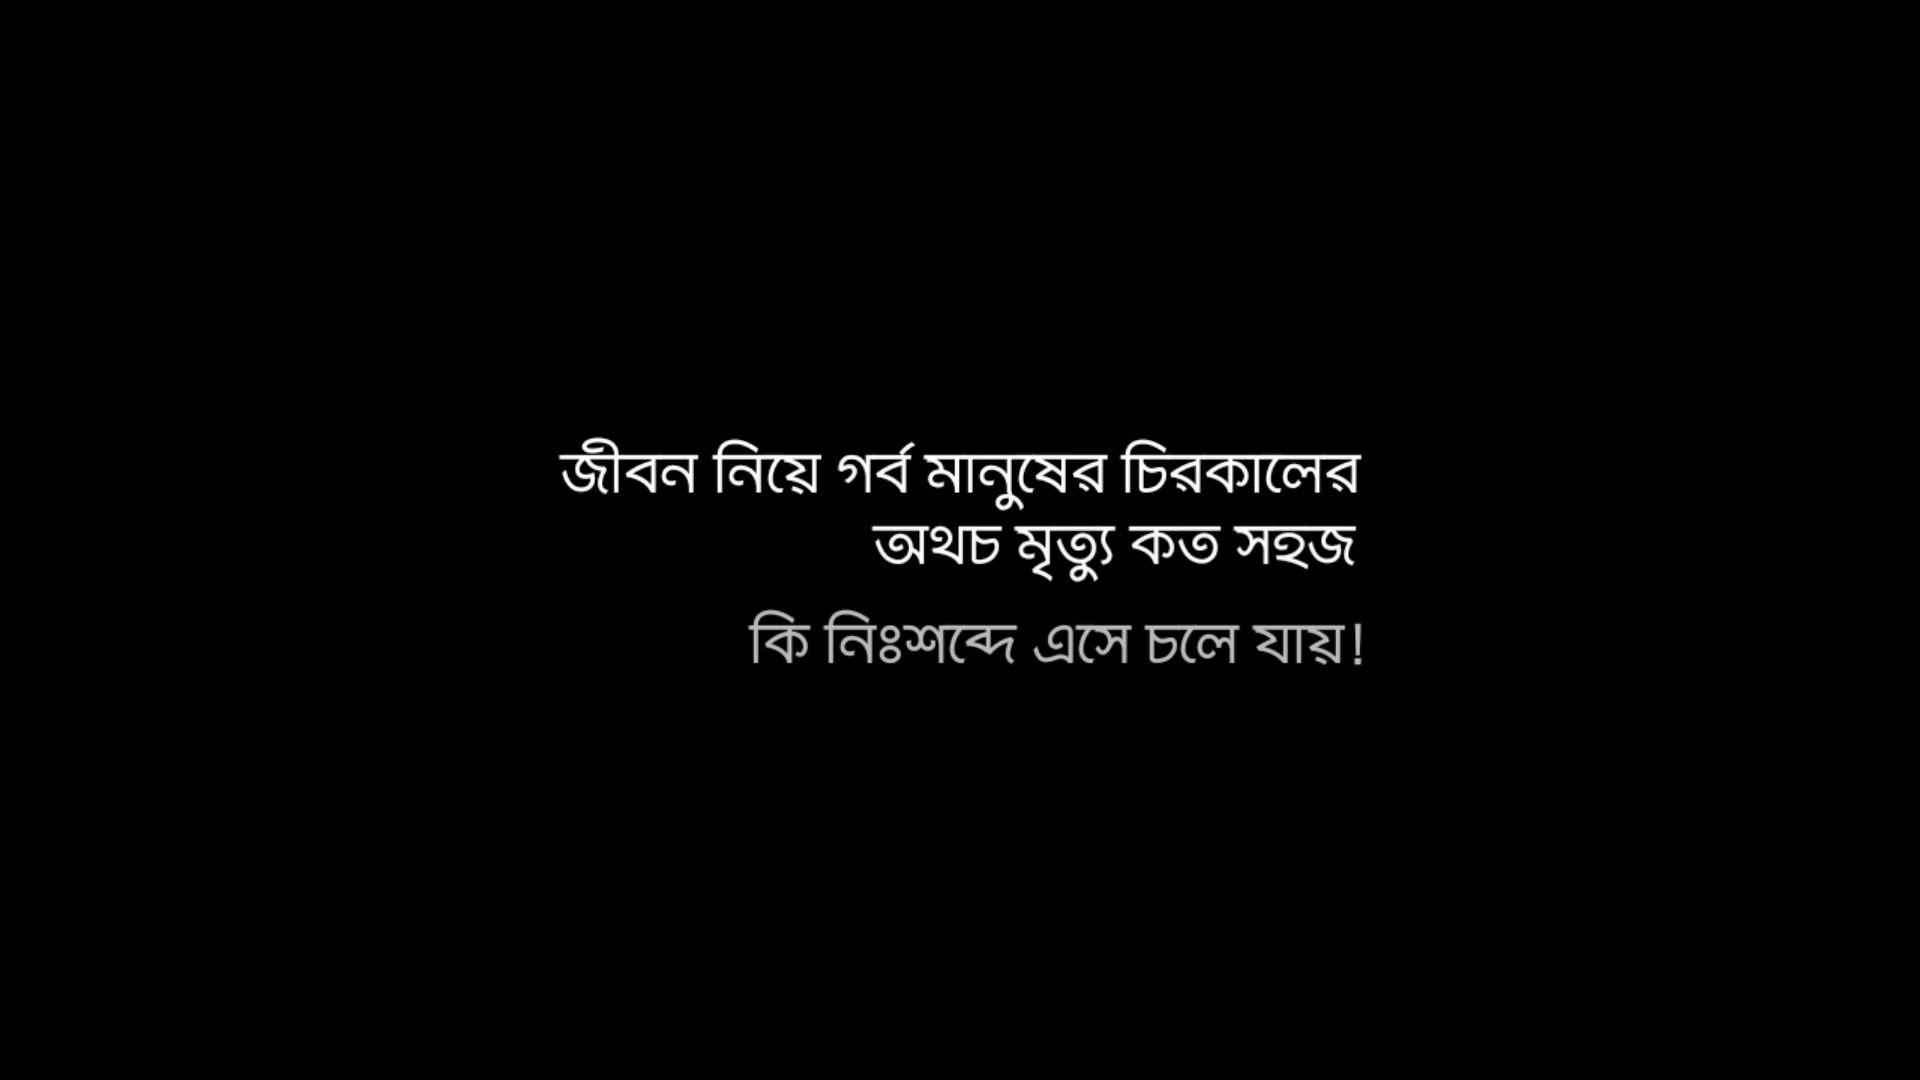 জীবন নিয়ে গর্ব মানুষের চিরকালের
অথচ মৃত্যু কত সহজ
কি নিঃশব্দে এসে চলে যায়!